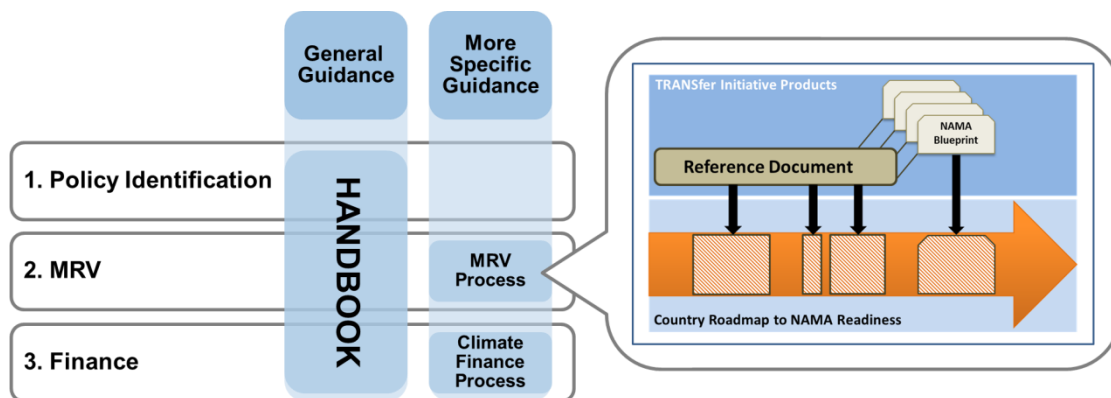 General
Guidance
More
Specific
Guidance
1. Policy Identification
2. MRV
3. Finance
HANDBOOK
MRV
Process
Climate
Finance
Process
TRANSfer Initiative Products
NAMA
Blueprint
Reference Document
Country Roadmap to NAMA Readiness